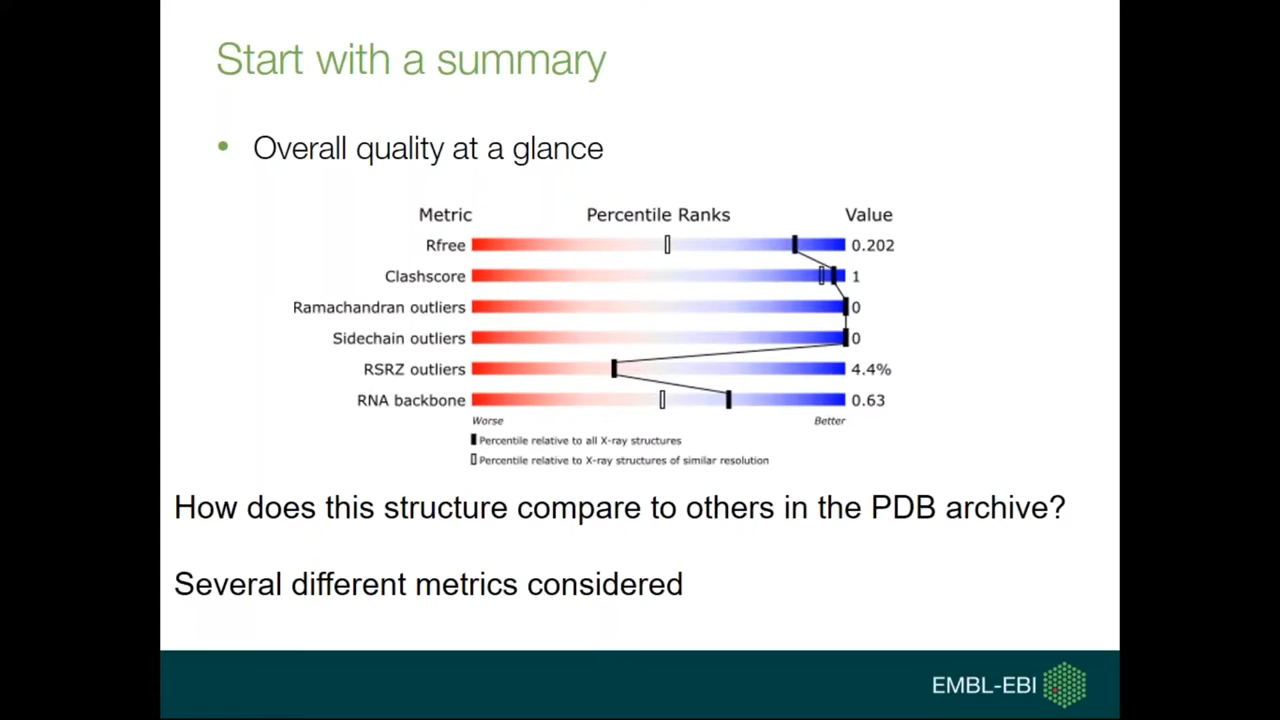 Start with a summary
• Overall quality at a glance
Metric Percentile Ranks Value
Rfree 0.202
Clashscore 1
Ramachandran outliers 0
Sidechain outliers 0
RSRZ outliers 4.4%
RNA backbone 0.63
Worse Better
Percentile relative to all X-ray structures
Percentile relative to X-ray structures of similar resolution
How does this structure compare to others in the PDB archive?
Several different metrics considered
EMBL-EBI